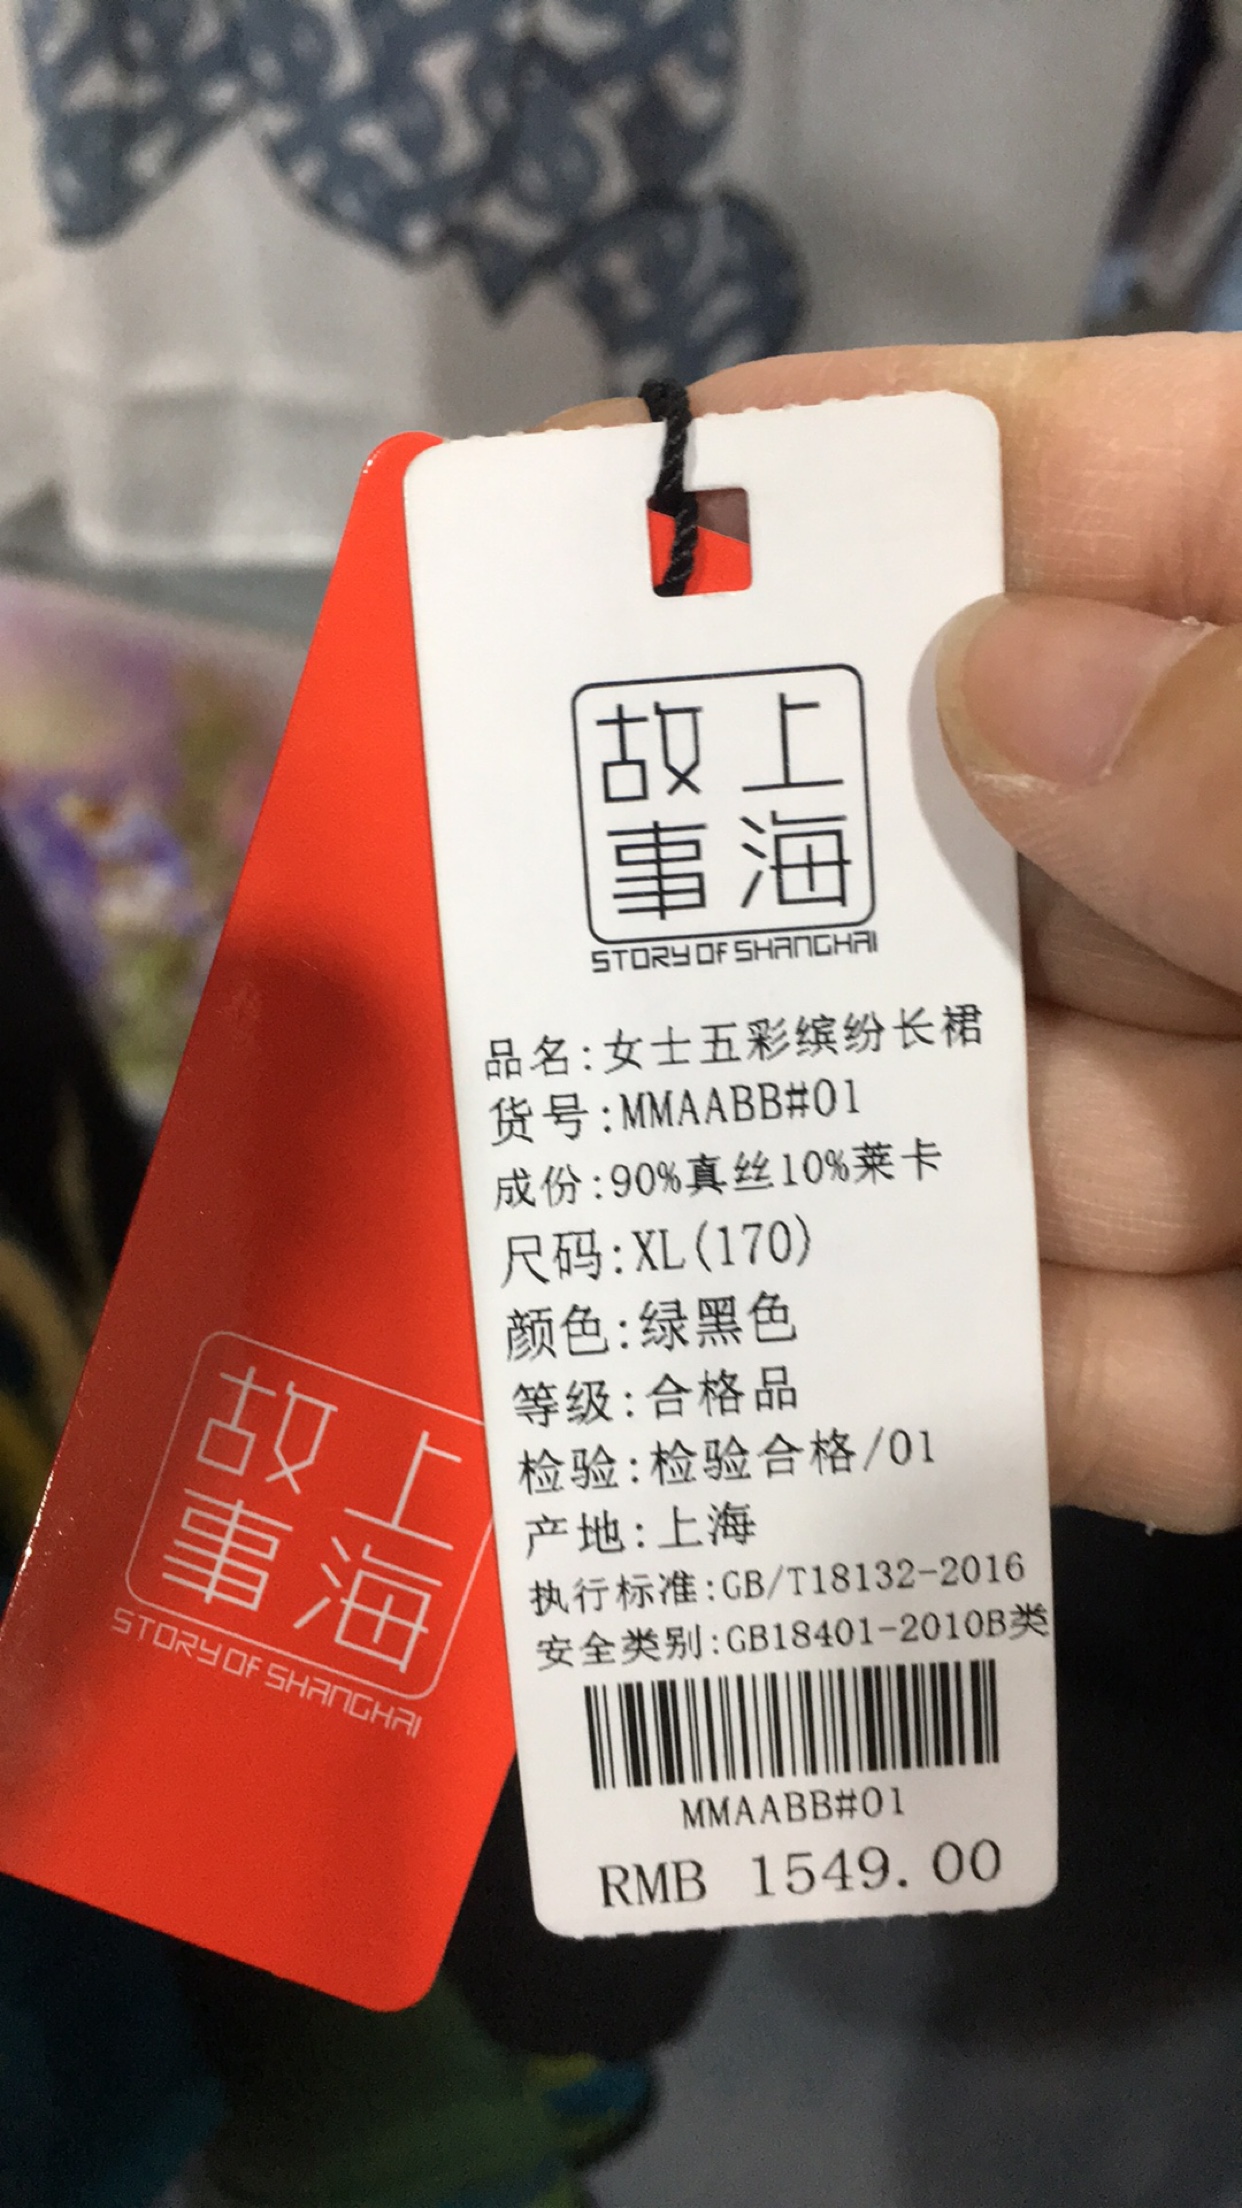 上海故事
STORY OF SHANGHAI
品名:女士五彩缤纷长裙
货号:MMAABB#01
成份:90%真丝10%莱卡
尺码:XL(170)
颜色:绿黑色
等级:合格品
检验:检验合格/01
产地:上海
执行标准:GB/T18132-2016
安全类别:GB18401-2010B类
MMAABB#01
RMB 1549.00
上海故事
STORY OF SHANGHAI